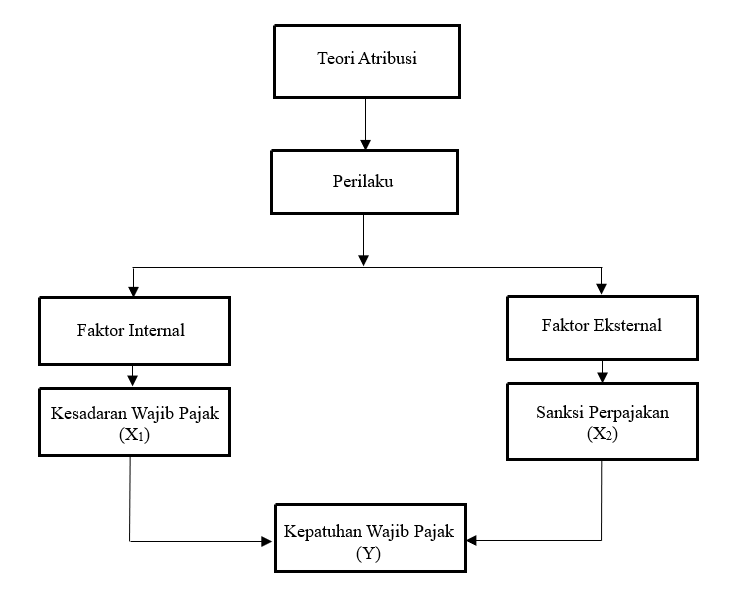 Teori Atribusi
Perilaku
Faktor Internal
Faktor Eksternal
Kesadaran Wajib Pajak
(X₁)
Sanksi Perpajakan
(X₂)
Kepatuhan Wajib Pajak
(Y)